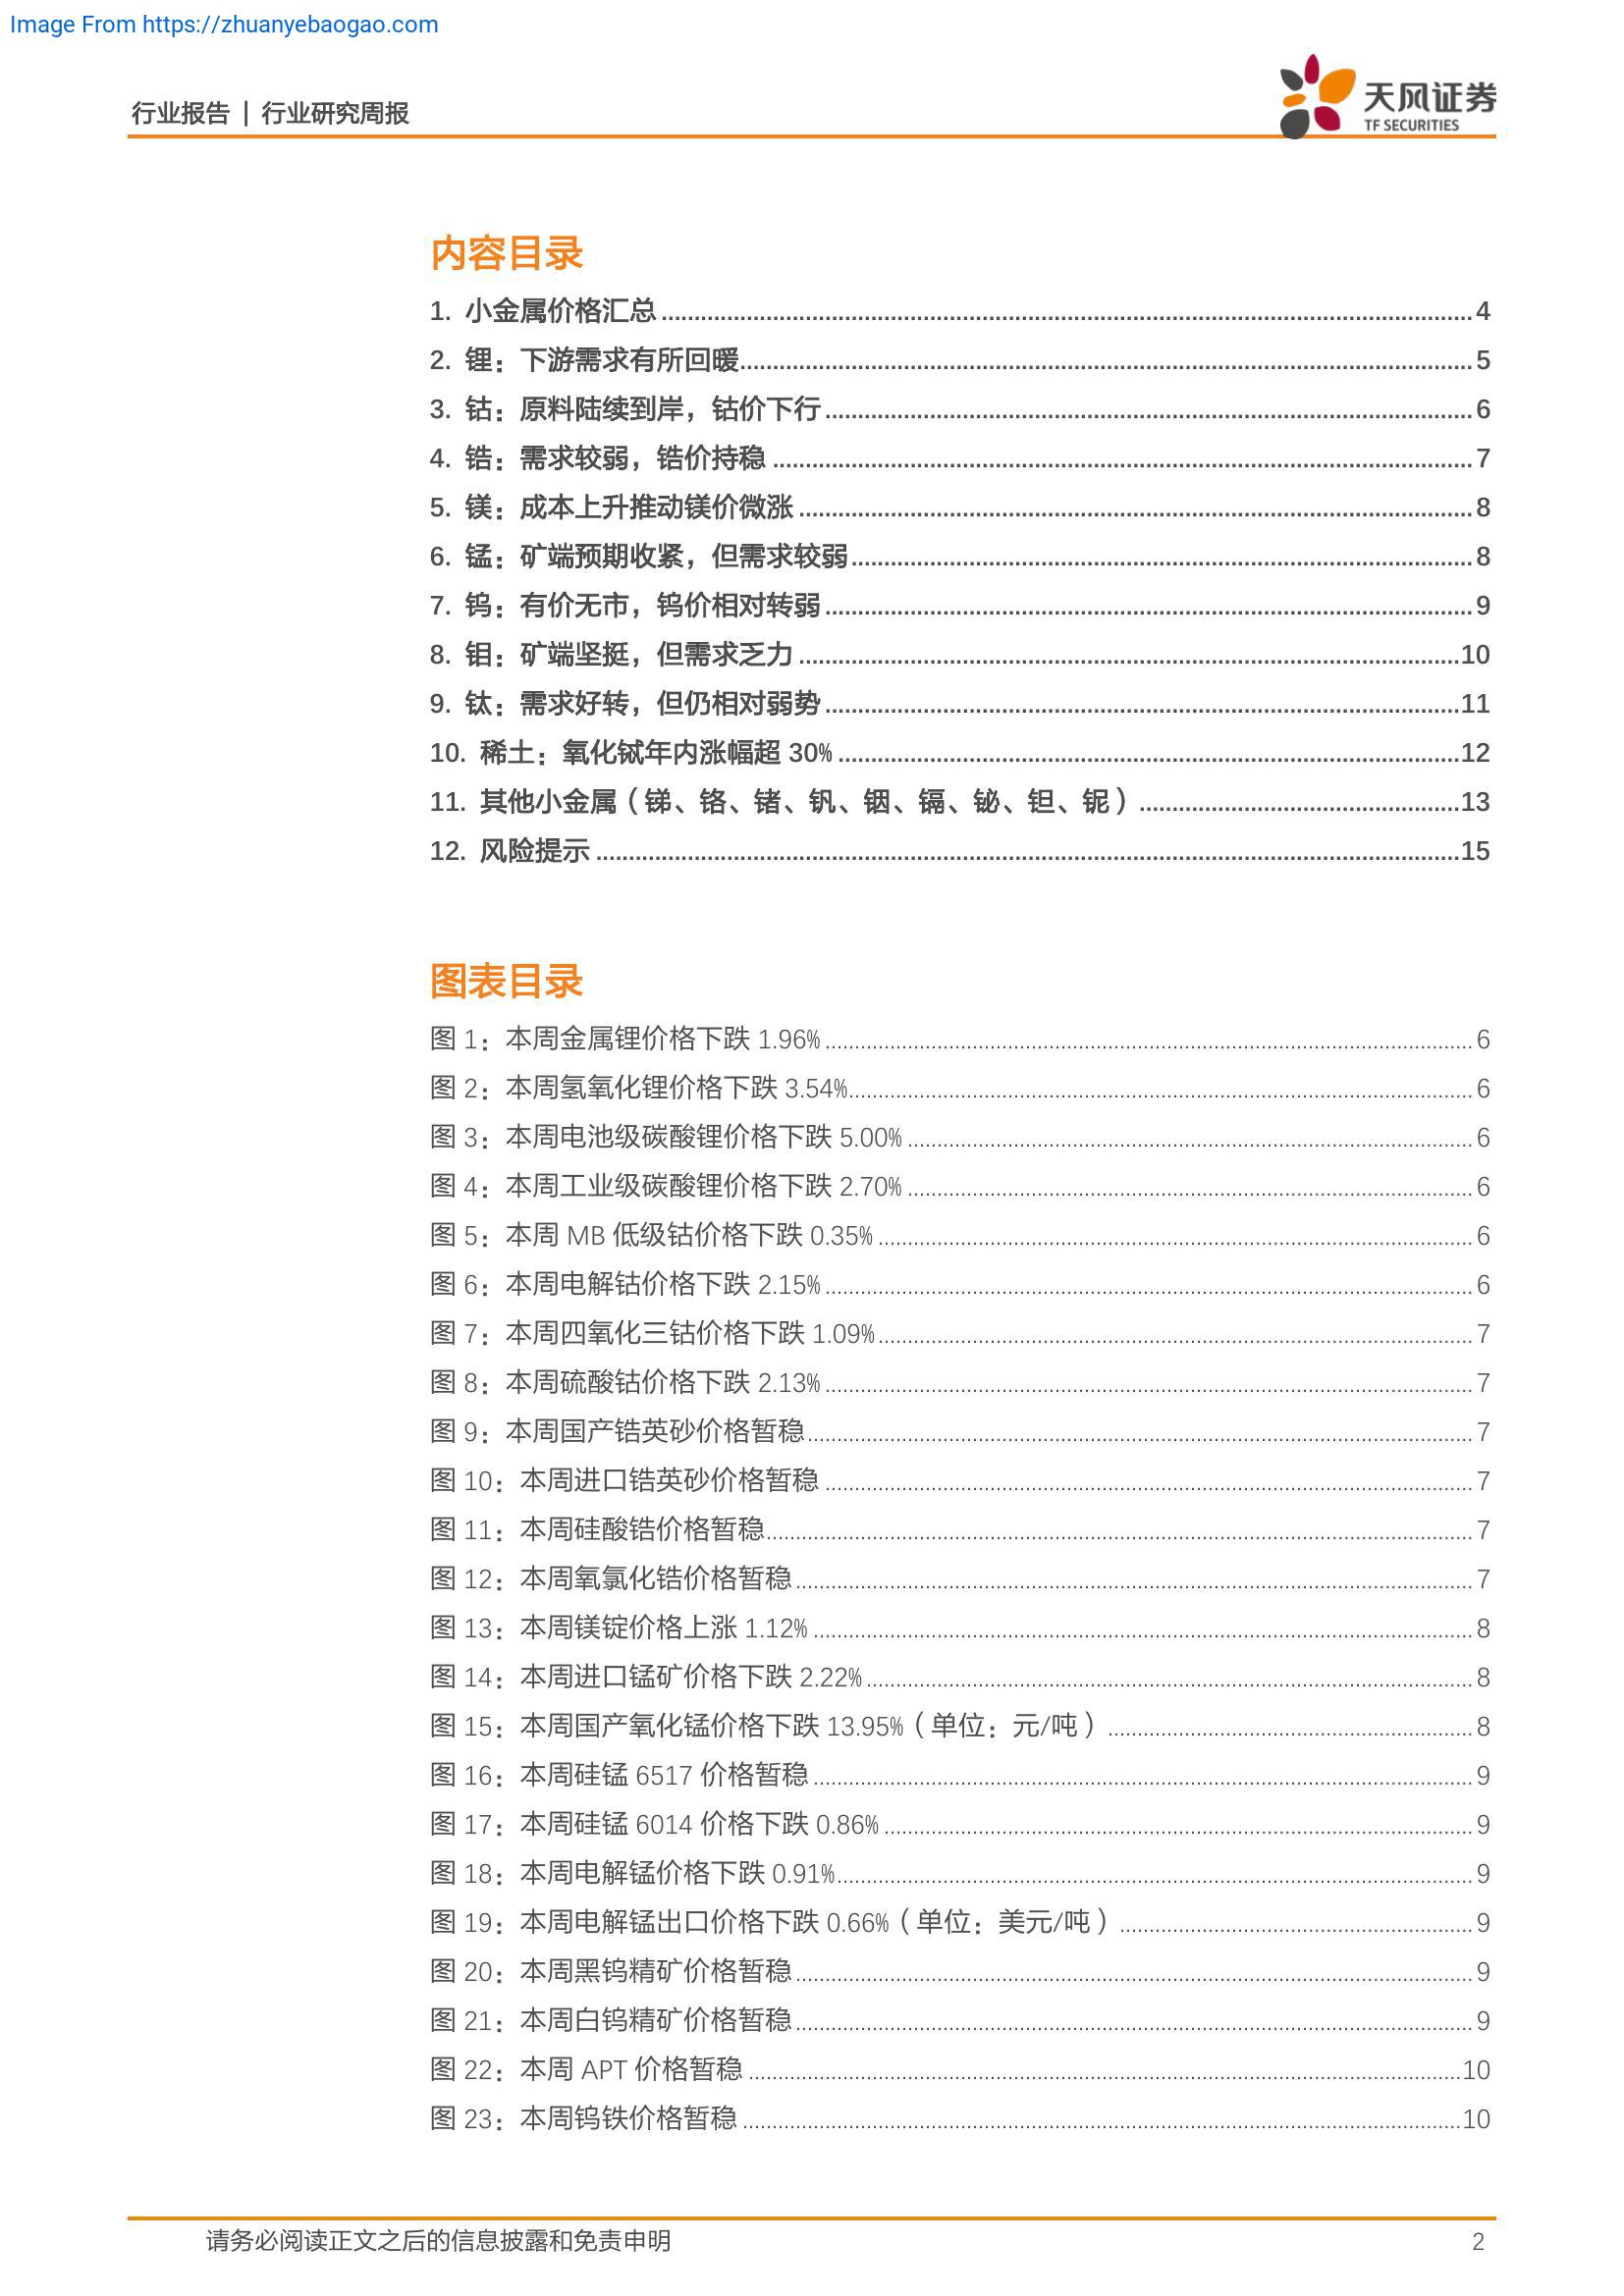 Image From https://zhuanyebaogao.com
行业报告 | 行业研究周报
天风证券
TF SECURITIES
内容目录
1. 小金属价格汇总 4
2. 锂：下游需求有所回暖 5
3. 钴：原料陆续到岸，钴价下行 6
4. 锆：需求较弱，锆价持稳 7
5. 镁：成本上升推动镁价微涨 8
6. 锰：矿端预期收紧，但需求较弱 8
7. 钨：有价无市，钨价相对转弱 9
8. 钼：矿端坚挺，但需求乏力 10
9. 钛：需求好转，但仍相对弱势 11
10. 稀土：氧化铽年内涨幅超 30% 12
11. 其他小金属（锑、铬、锗、钒、铟、镉、铋、钽、铌） 13
12. 风险提示 15
图表目录
图 1：本周金属锂价格下跌 1.96% 6
图 2：本周氢氧化锂价格下跌 3.54% 6
图 3：本周电池级碳酸锂价格下跌 5.00% 6
图 4：本周工业级碳酸锂价格下跌 2.70% 6
图 5：本周 MB 低级钴价格下跌 0.35% 6
图 6：本周电解钴价格下跌 2.15% 6
图 7：本周四氧化三钴价格下跌 1.09% 7
图 8：本周硫酸钴价格下跌 2.13% 7
图 9：本周国产锆英砂价格暂稳 7
图 10：本周进口锆英砂价格暂稳 7
图 11：本周硅酸锆价格暂稳 7
图 12：本周氧氯化锆价格暂稳 7
图 13：本周镁锭价格上涨 1.12% 8
图 14：本周进口锰矿价格下跌 2.22% 8
图 15：本周国产氧化锰价格下跌 13.95%（单位：元/吨） 8
图 16：本周硅锰 6517 价格暂稳 9
图 17：本周硅锰 6014 价格下跌 0.86% 9
图 18：本周电解锰价格下跌 0.91% 9
图 19：本周电解锰出口价格下跌 0.66%（单位：美元/吨） 9
图 20：本周黑钨精矿价格暂稳 9
图 21：本周白钨精矿价格暂稳 9
图 22：本周 APT 价格暂稳 10
图 23：本周钨铁价格暂稳 10
请务必阅读正文之后的信息披露和免责申明 2